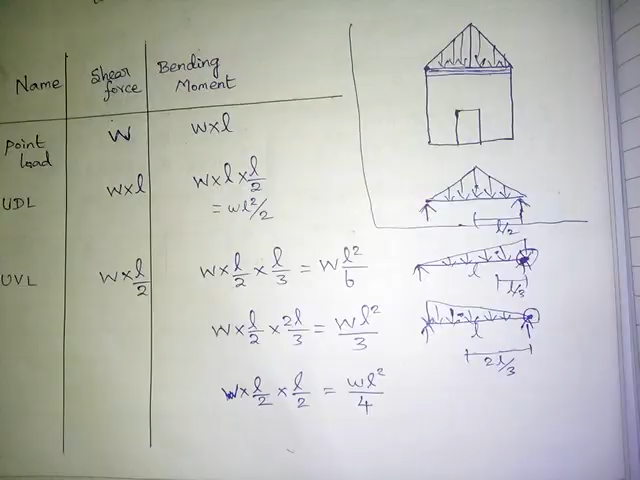 Name Shear force Bending Moment
Point load W W×l
UDL W×l W×l×l/2
= wl²/2
l/2
UVL W×l/2 W×l/2 × l/3 = W l²/6
l
l/3
W×l/2 × 2l/3 = Wl²/3
l
2l/3
W×l/2 × l/2 = wl²/4